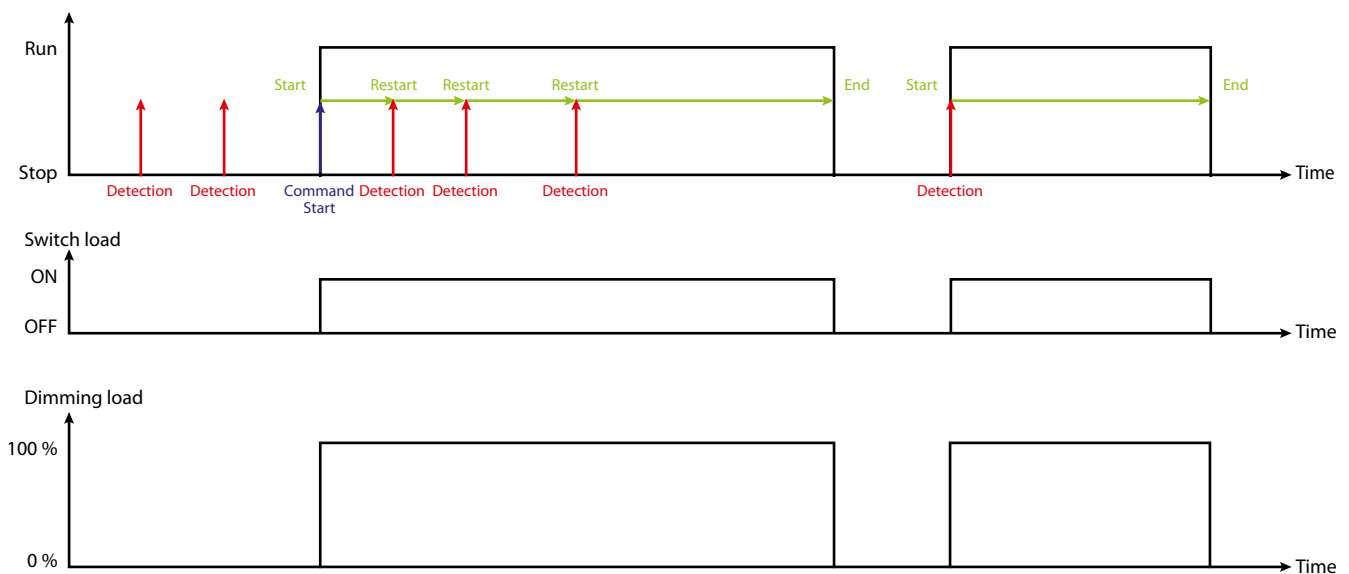 Run
Start Restart Restart Restart End Start End
Stop
Time
Detection Detection Command Start Detection Detection Detection Detection
Switch load
ON
OFF
Time
Dimming load
100 %
0 %
Time